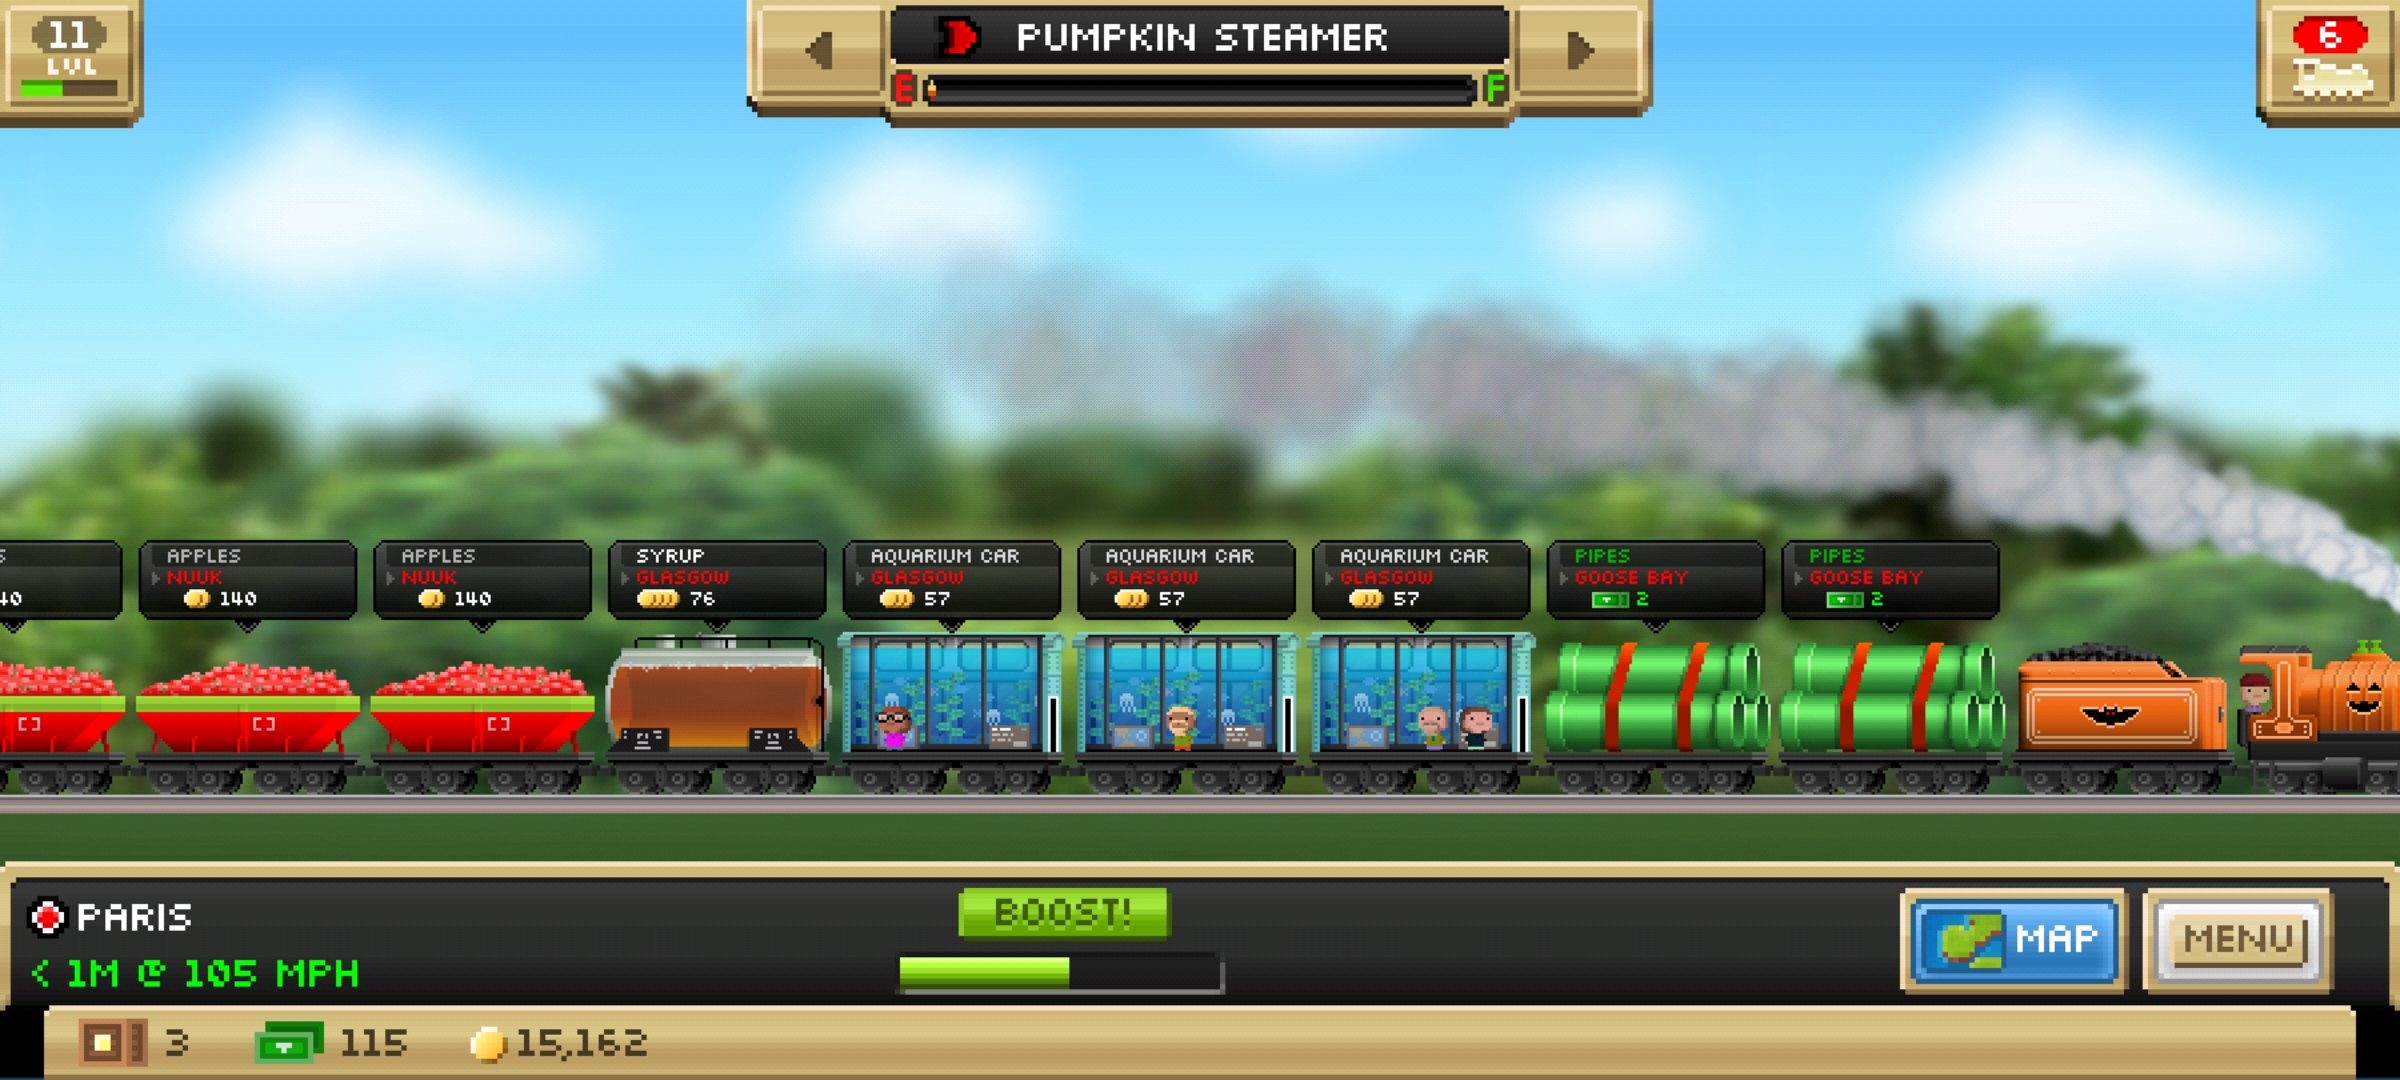 11
LVL
PUMPKIN STEAMER
E
F
6
40
APPLES
NUUK
140
APPLES
NUUK
140
SYRUP
GLASGOW
76
AQUARIUM CAR
GLASGOW
57
AQUARIUM CAR
GLASGOW
57
AQUARIUM CAR
GLASGOW
57
PIPES
GOOSE BAY
2
PIPES
GOOSE BAY
2
PARIS
< 1M @ 105 MPH
BOOST!
MAP
MENU
3
115
15,162